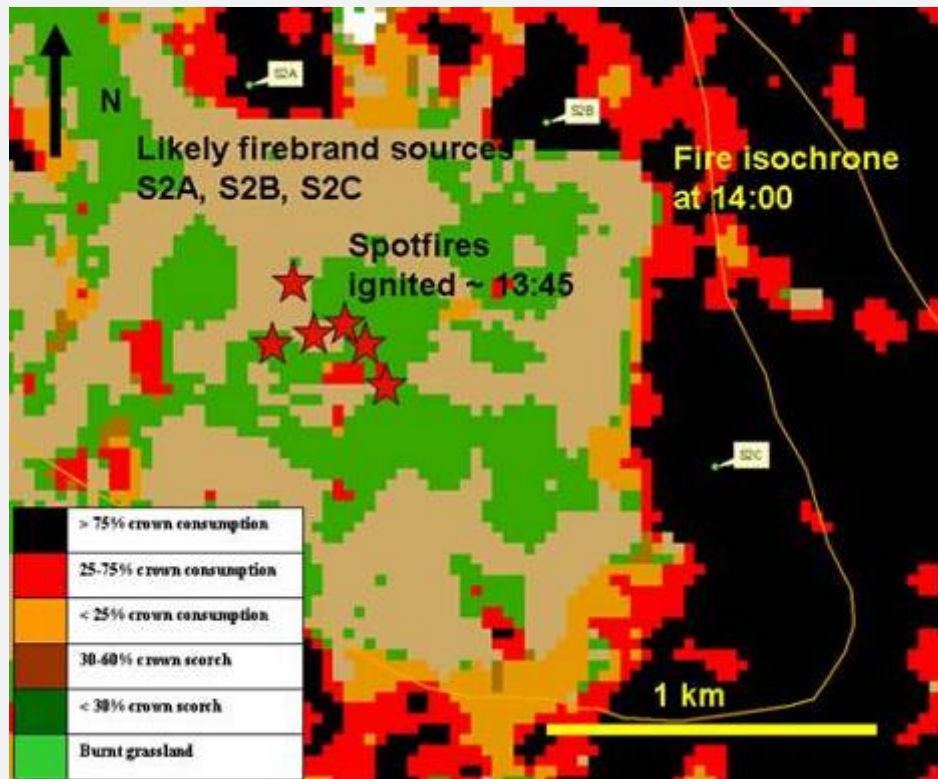 S2A
N
S2B
Likely firebrand sources
S2A, S2B, S2C
Fire isochrone
at 14:00
Spotfires
ignited ~ 13:45
S2C
> 75% crown consumption
25-75% crown consumption
< 25% crown consumption
30-60% crown scorch
< 30% crown scorch
Burnt grassland
1 km